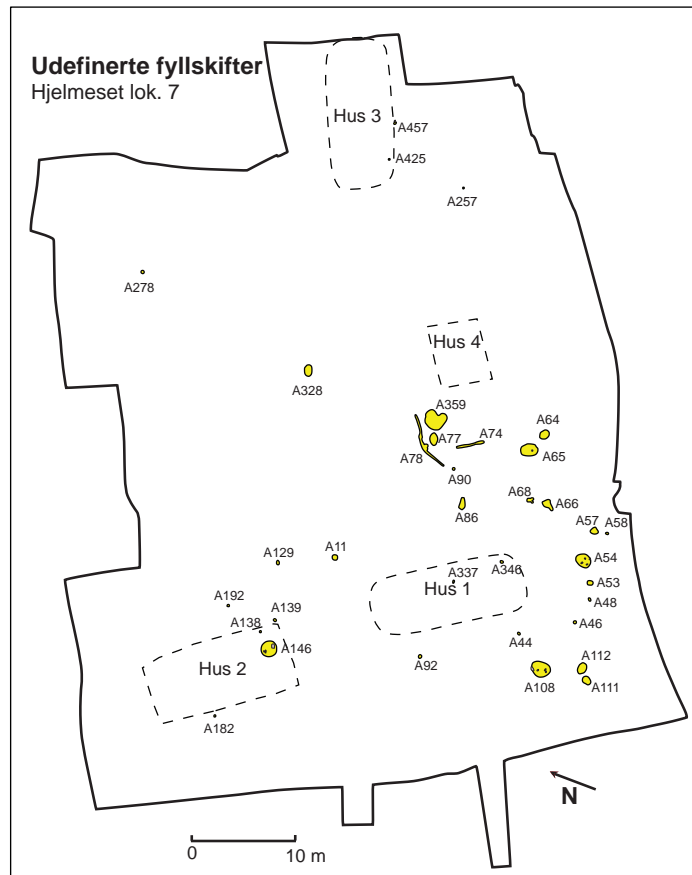 Udefinerte fyllskifter
Hjelmeset lok. 7
Hus 3
A457
A425
A257
A278
Hus 4
A328
A359
A64
A77
A74
A65
A78
A90
A68
A66
A86
A57
A58
A129
A11
A54
A337
A346
A53
Hus 1
A192
A139
A48
A138
A46
A44
A146
A92
A112
Hus 2
A108
A111
A182
N
0
10 m